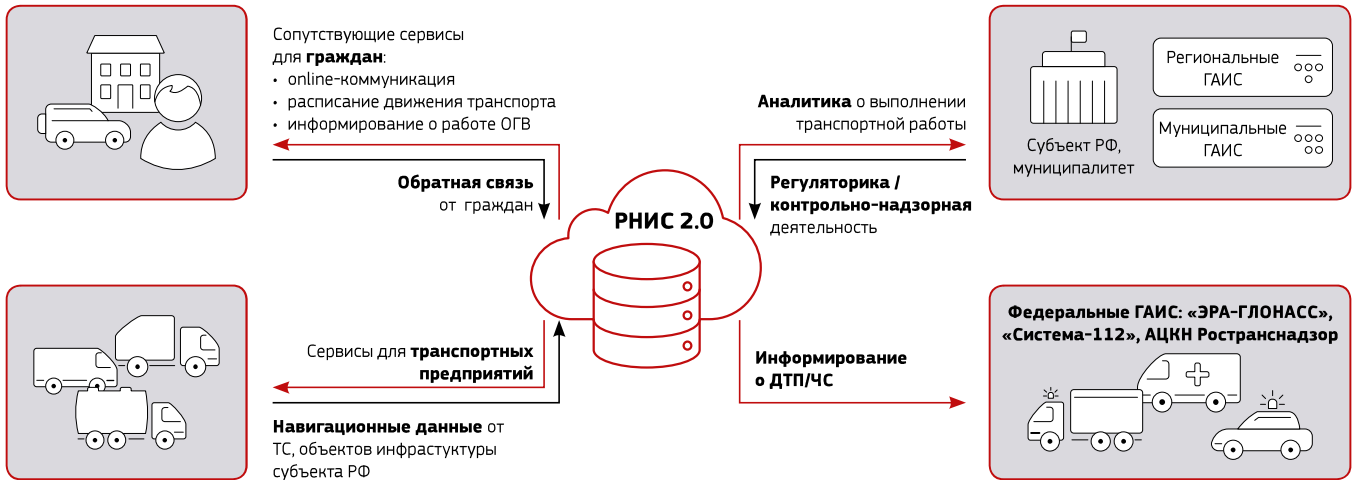 Сопутствующие сервисы
для граждан:
• online-коммуникация
• расписание движения транспорта
• информирование о работе ОГВ
Обратная связь
от граждан
Аналитика о выполнении
транспортной работы
Регуляторика /
контрольно-надзорная
деятельность
Субъект РФ,
муниципалитет
Региональные
ГАИС
Муниципальные
ГАИС
РНИС 2.0
Сервисы для транспортных
предприятий
Навигационные данные от
ТС, объектов инфрастуктуры
субъекта РФ
Информирование
о ДТП/ЧС
Федеральные ГАИС: «ЭРА-ГЛОНАСС»,
«Система-112», АЦКН Ространснадзор